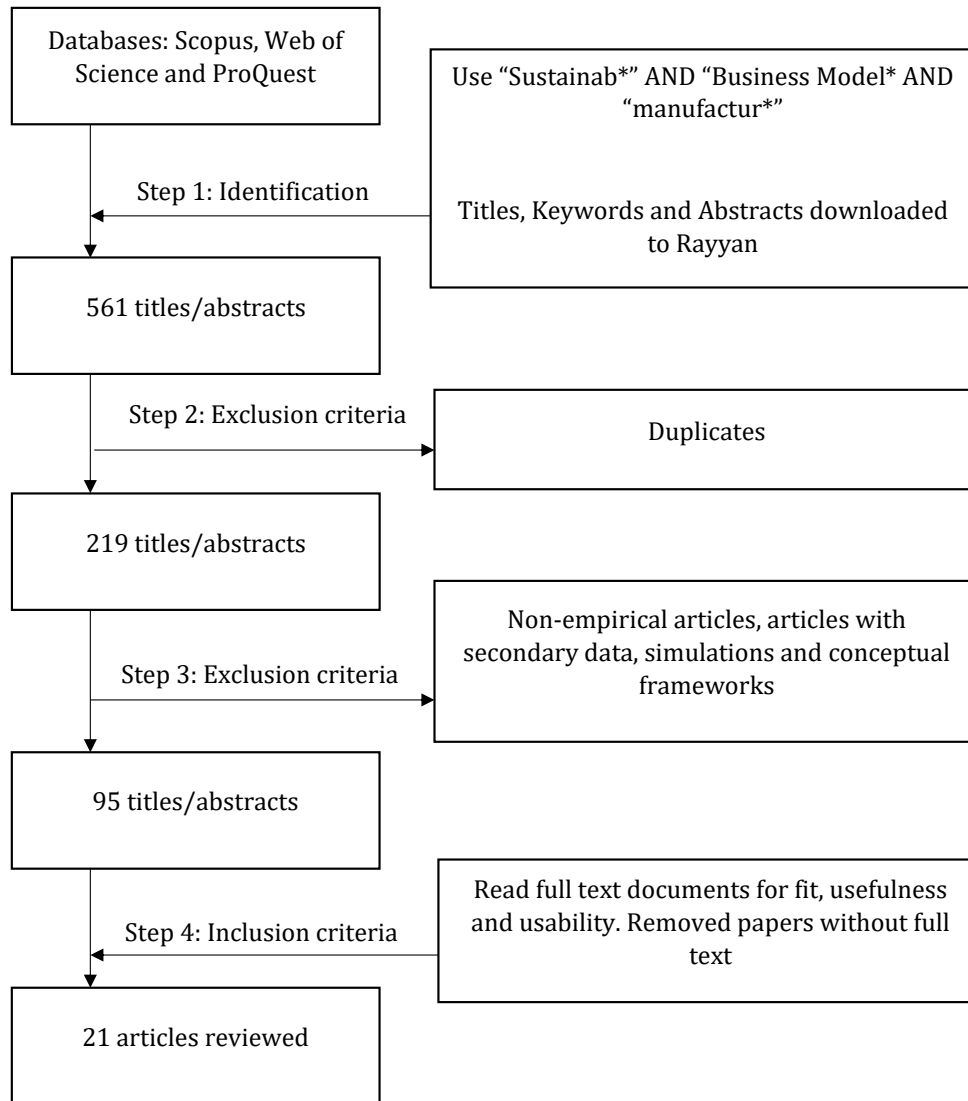 Databases: Scopus, Web of
Science and ProQuest
Use “Sustainab*” AND “Business Model* AND
“manufactur*”
Step 1: Identification
Titles, Keywords and Abstracts downloaded
to Rayyan
561 titles/abstracts
Step 2: Exclusion criteria
Duplicates
219 titles/abstracts
Non-empirical articles, articles with
secondary data, simulations and conceptual
frameworks
Step 3: Exclusion criteria
95 titles/abstracts
Read full text documents for fit, usefulness
and usability. Removed papers without full
text
Step 4: Inclusion criteria
21 articles reviewed